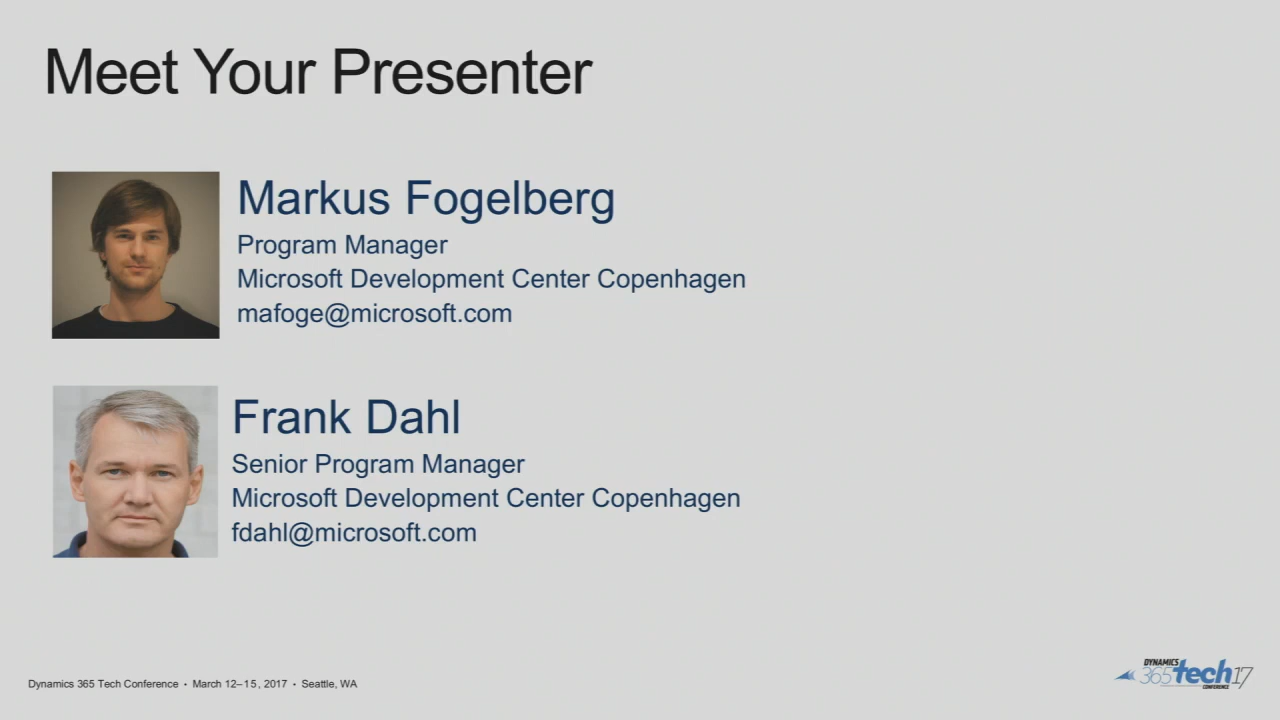 Meet Your Presenter
Markus Fogelberg
Program Manager
Microsoft Development Center Copenhagen
mafoge@microsoft.com
Frank Dahl
Senior Program Manager
Microsoft Development Center Copenhagen
fdahl@microsoft.com
Dynamics 365 Tech Conference • March 12–15, 2017 • Seattle, WA
DYNAMICS
365tech17
CONFERENCE